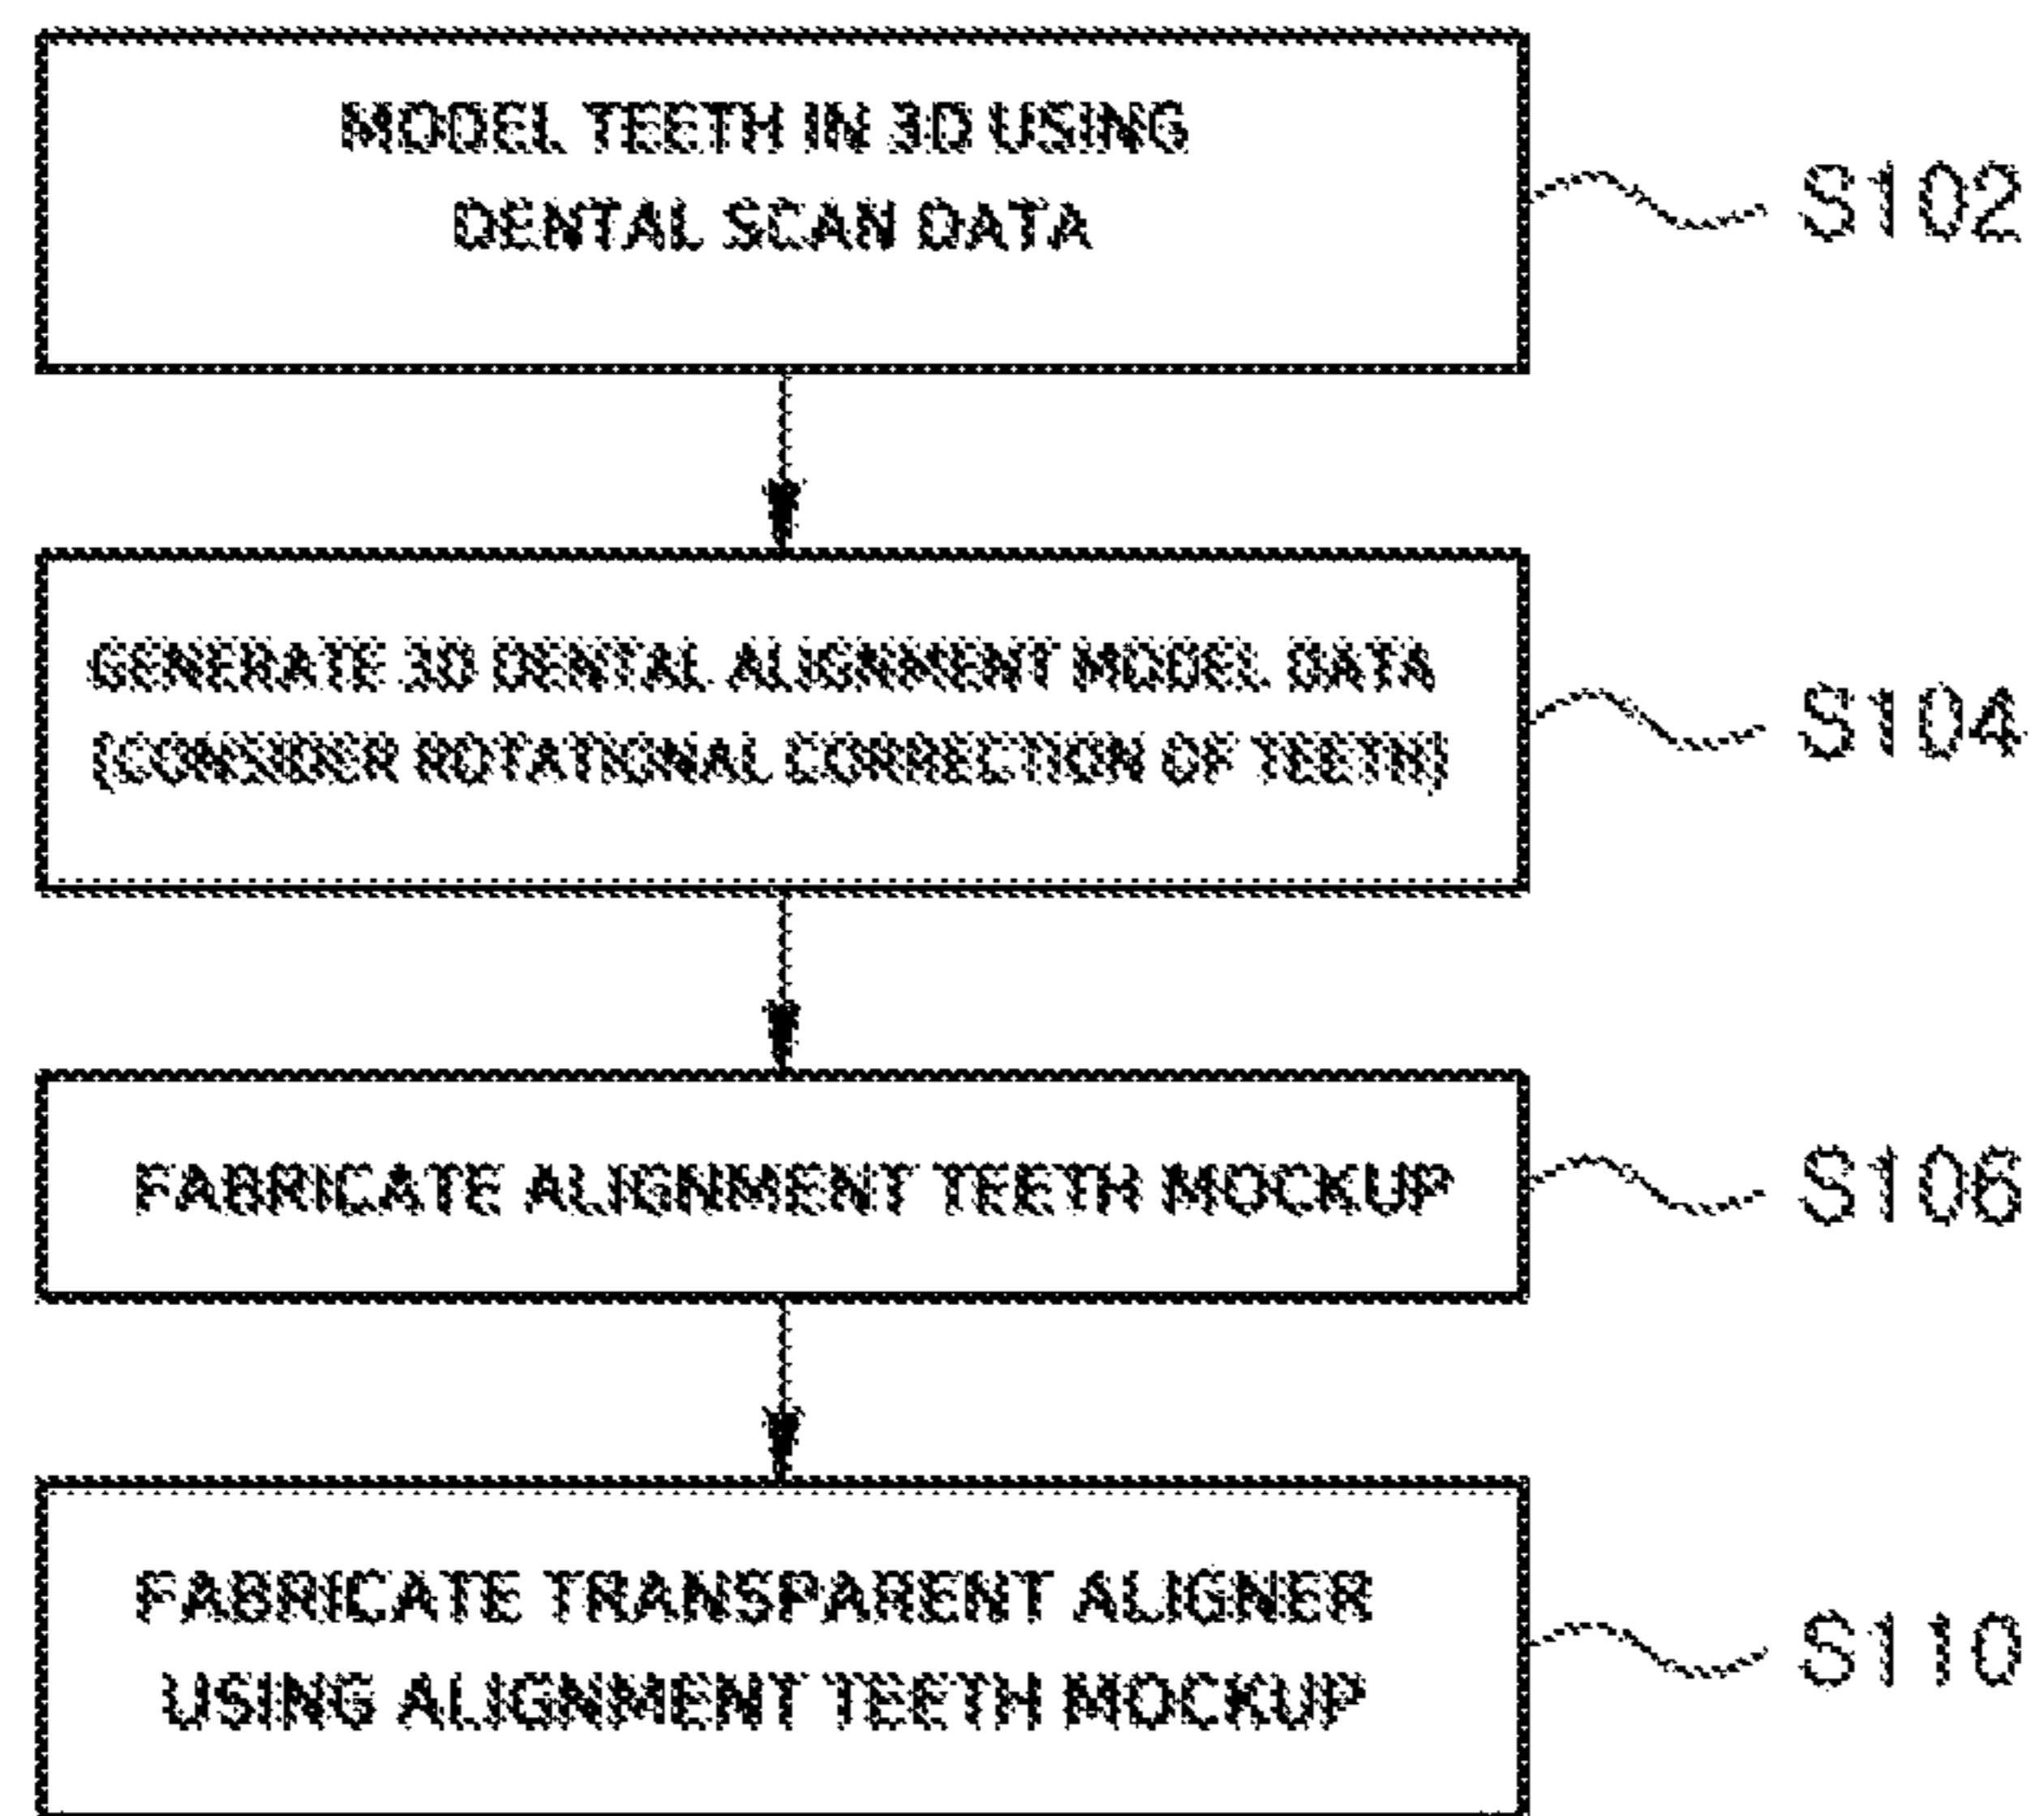 MODEL TEETH IN 3D USING
DENTAL SCAN DATA
S102
GENERATE 3D DENTAL ALIGNMENT MODEL DATA
(CONSIDER ROTATIONAL CORRECTION OF TEETH)
S104
FABRICATE ALIGNMENT TEETH MOCKUP
S106
FABRICATE TRANSPARENT ALIGNER
USING ALIGNMENT TEETH MOCKUP
S110